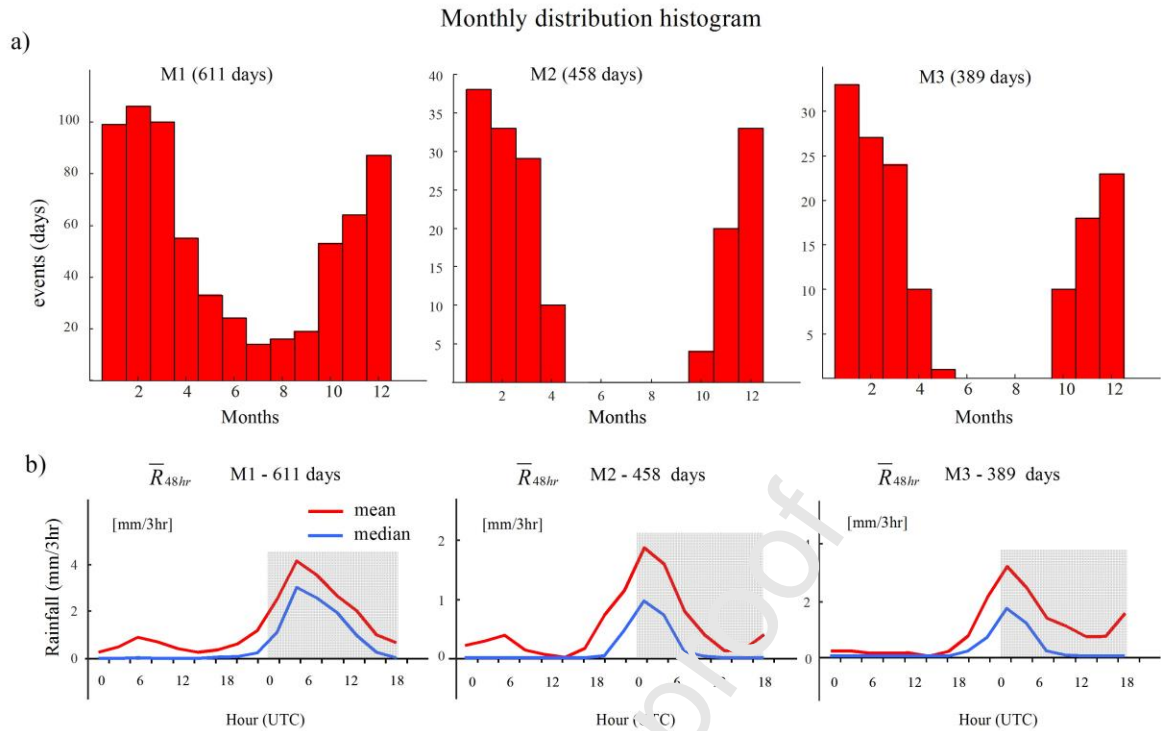 Monthly distribution histogram
a)
M1 (611 days)
M2 (458 days)
M3 (389 days)
events (days)
100
80
60
40
20
2 4 6 8 10 12
Months
40
35
30
25
20
15
10
5
2 4 6 8 10 12
Months
30
25
20
15
10
5
2 4 6 8 10 12
Months
b)
R 48hr M1 - 611 days
R 48hr M2 - 458 days
R 48hr M3 - 389 days
[mm/3hr]
mean
median
Rainfall (mm/3hr)
4
2
0
0 6 12 18 0 6 12 18
Hour (UTC)
[mm/3hr]
2
1
0
0 6 12 18 0 6 12 18
Hour (UTC)
[mm/3hr]
4
2
0
0 6 12 18 0 6 12 18
Hour (UTC)
proof